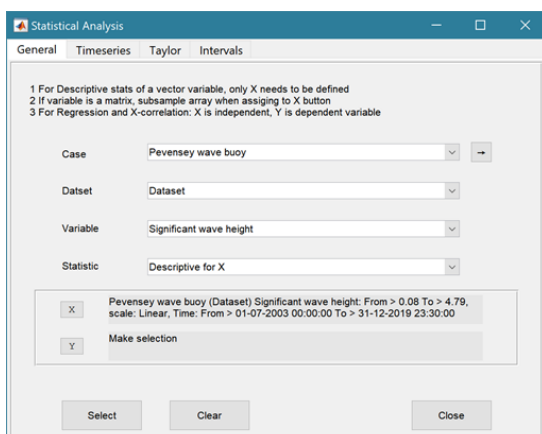 Statistical Analysis
General Timeseries Taylor Intervals
1 For Descriptive stats of a vector variable, only X needs to be defined
2 If variable is a matrix, subsample array when assiging to X button
3 For Regression and X-correlation: X is independent, Y is dependent variable
Case Pevensey wave buoy →
Datset Dataset
Variable Significant wave height
Statistic Descriptive for X
X Pevensey wave buoy (Dataset) Significant wave height: From > 0.08 To > 4.79,
scale: Linear, Time: From > 01-07-2003 00:00:00 To > 31-12-2019 23:30:00
Y Make selection
Select Clear Close